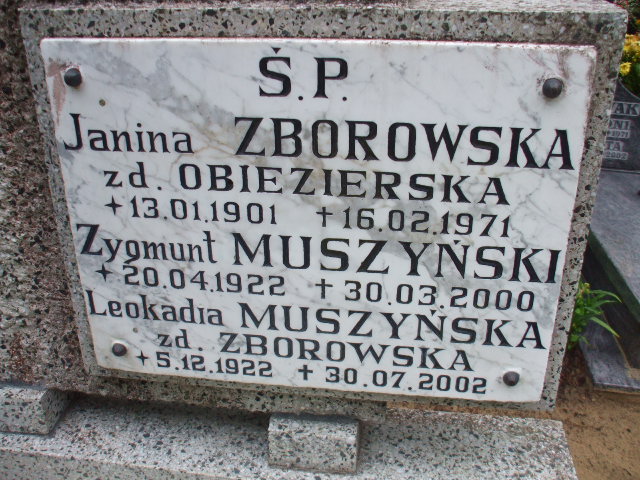 Ś.P.
Janina ZBOROWSKA
zd. OBIEZIERSKA
+13.01.1901 +16.02.1971
Zygmunt MUSZYŃSKI
+20.04.1922 +30.03.2000
Leokadia MUSZYŃSKA
zd. ZBOROWSKA
+5.12.1922 +30.07.2002